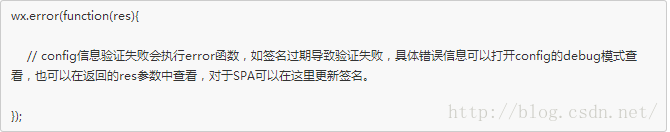 wx.error(function(res){
// config信息验证失败会执行error函数，如签名过期导致验证失败，具体错误信息可以打开config的debug模式查
看，也可以在返回的res参数中查看，对于SPA可以在这里更新签名。
});
http://blog.csdn.net/